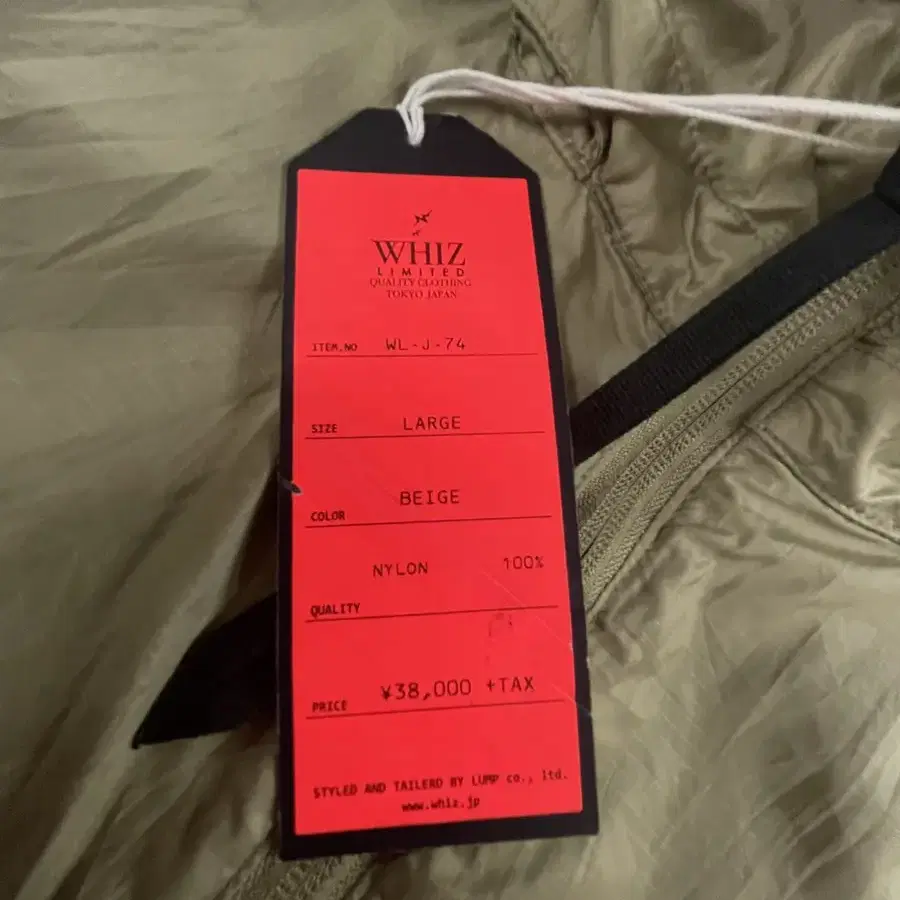 WHIZ
LIMITED
QUALITY CLOTHING
TOKYO JAPAN
ITEM.NO WL-J-74
SIZE LARGE
COLOR BEIGE
NYLON 100%
QUALITY
PRICE ¥38,000 +TAX
STYLED AND TAILERD BY LUMP co., ltd.
www.whiz.jp